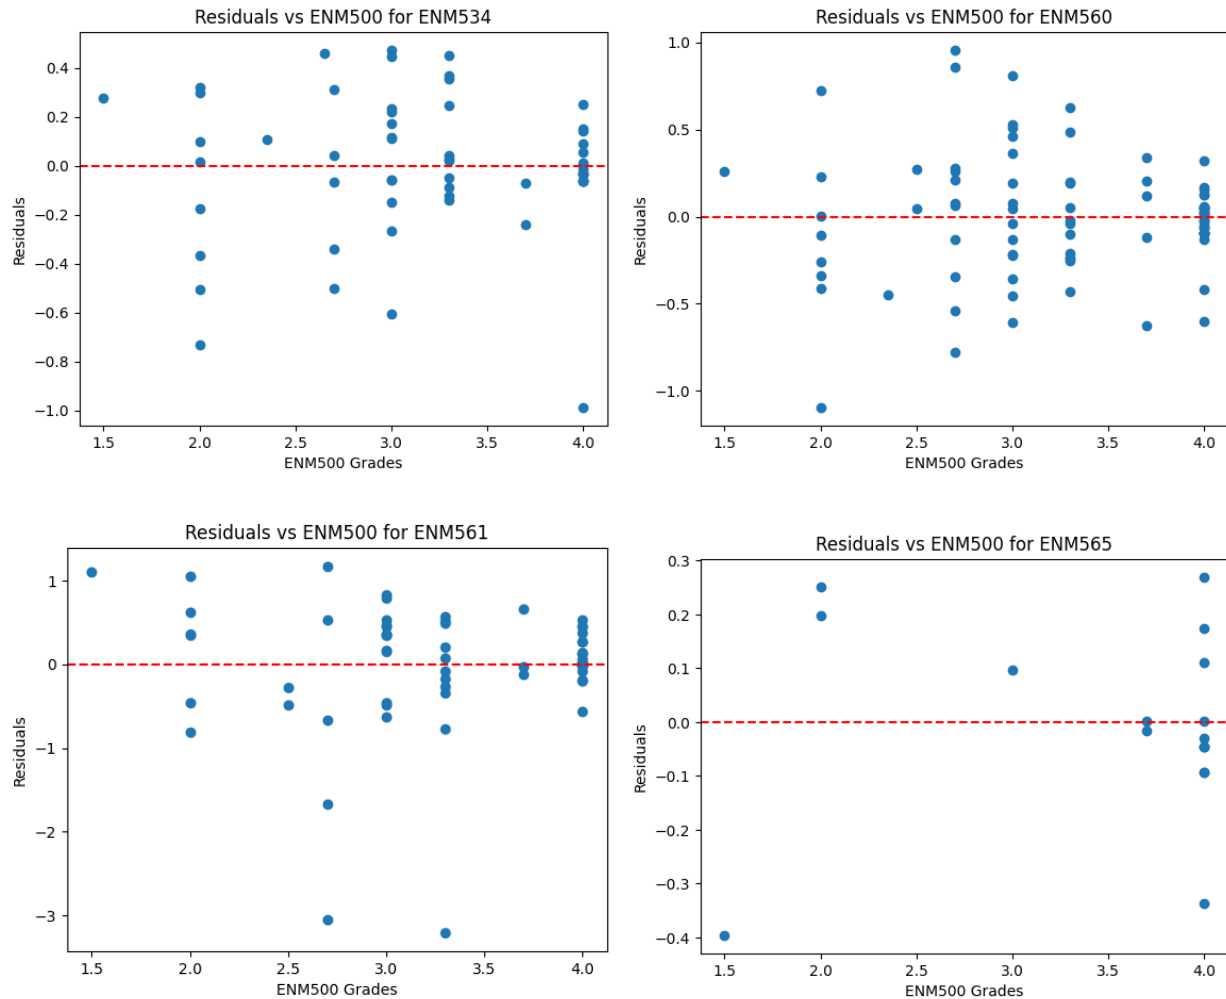 Residuals vs ENM500 for ENM534
0.4
0.2
0.0
−0.2
−0.4
−0.6
−0.8
−1.0
Residuals
1.5 2.0 2.5 3.0 3.5 4.0
ENM500 Grades
Residuals vs ENM500 for ENM560
1.0
0.5
0.0
−0.5
−1.0
Residuals
1.5 2.0 2.5 3.0 3.5 4.0
ENM500 Grades
Residuals vs ENM500 for ENM561
1
0
−1
−2
−3
Residuals
1.5 2.0 2.5 3.0 3.5 4.0
ENM500 Grades
Residuals vs ENM500 for ENM565
0.3
0.2
0.1
0.0
−0.1
−0.2
−0.3
−0.4
Residuals
1.5 2.0 2.5 3.0 3.5 4.0
ENM500 Grades